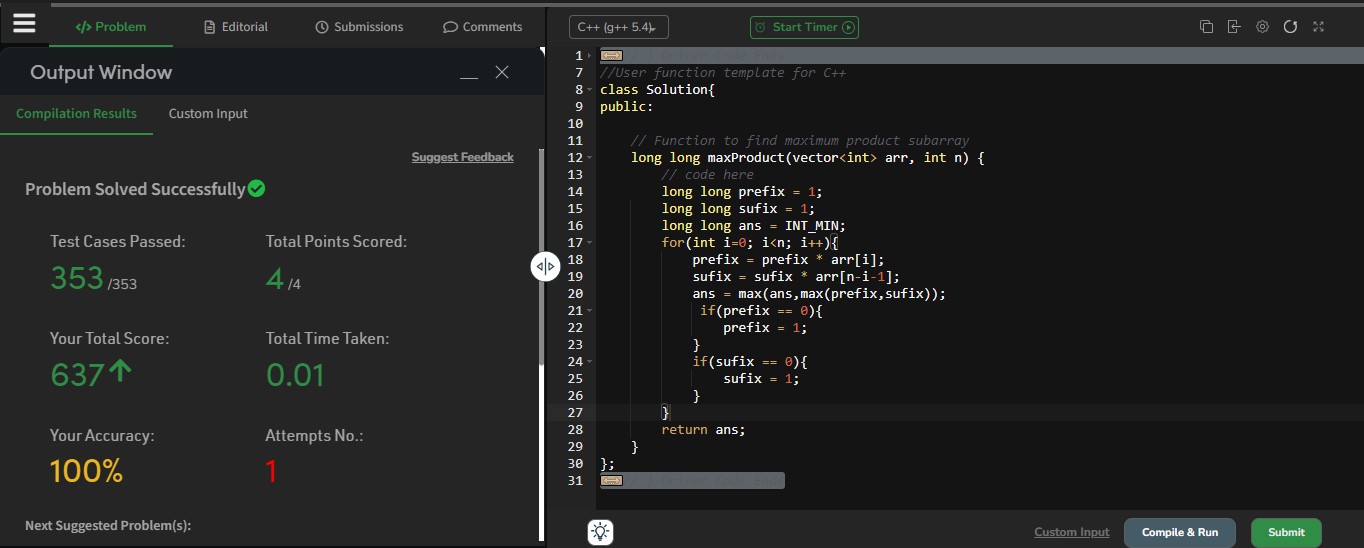 </> Problem
Editorial
Submissions
Comments
Output Window
Compilation Results
Custom Input
Suggest Feedback
Problem Solved Successfully
Test Cases Passed:
Total Points Scored:
353 /353
4 /4
Your Total Score:
Total Time Taken:
637
0.01
Your Accuracy:
Attempts No.:
100%
1
Next Suggested Problem(s):
C++ (g++ 5.4)
Start Timer
1
7 //User function template for C++
8 class Solution{
9 public:
10
11 // Function to find maximum product subarray
12 long long maxProduct(vector<int> arr, int n) {
13 // code here
14 long long prefix = 1;
15 long long sufix = 1;
16 long long ans = INT_MIN;
17 for(int i=0; i<n; i++){
18 prefix = prefix * arr[i];
19 sufix = sufix * arr[n-i-1];
20 ans = max(ans,max(prefix,sufix));
21 if(prefix == 0){
22 prefix = 1;
23 }
24 if(sufix == 0){
25 sufix = 1;
26 }
27 }
28 return ans;
29 }
30 };
31
Custom Input
Compile & Run
Submit